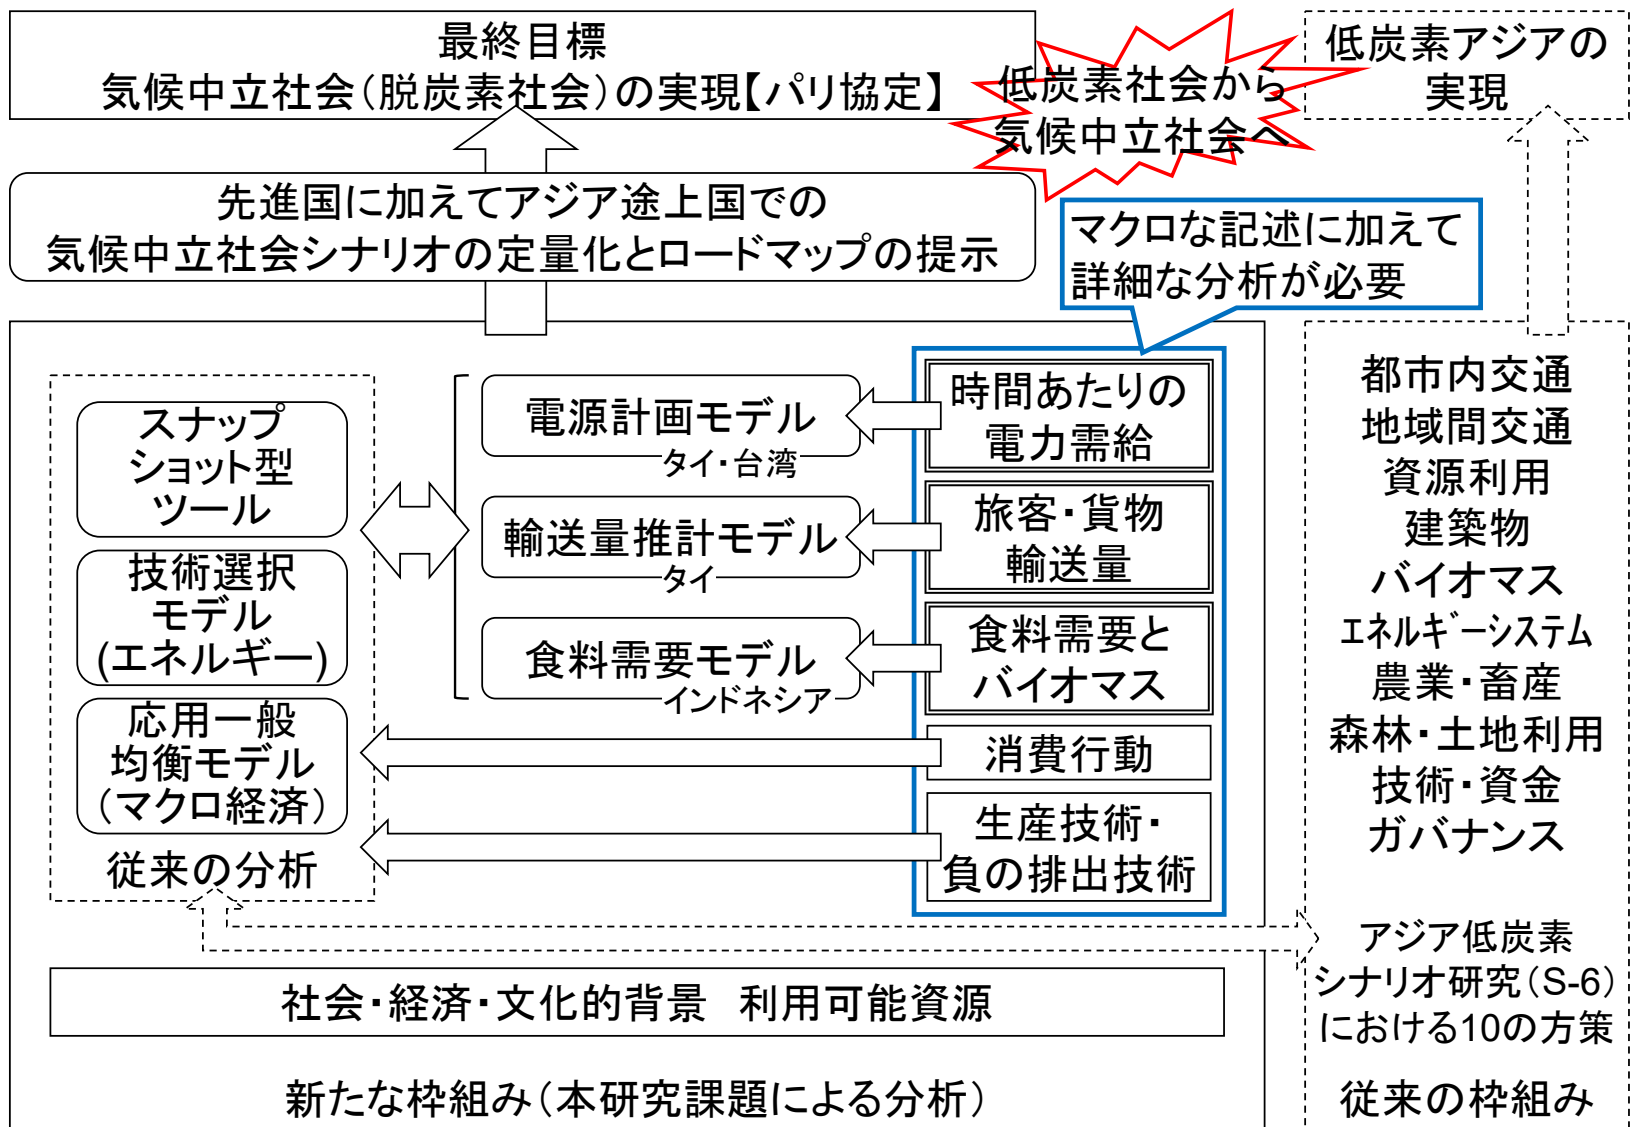 最終目標
気候中立社会(脱炭素社会)の実現【パリ協定】
低炭素社会から
気候中立社会へ
低炭素アジアの
実現
先進国に加えてアジア途上国での
気候中立社会シナリオの定量化とロードマップの提示
マクロな記述に加えて
詳細な分析が必要
スナップ
ショット型
ツール
技術選択
モデル
(エネルギー)
応用一般
均衡モデル
(マクロ経済)
従来の分析
電源計画モデル
タイ・台湾
輸送量推計モデル
タイ
食料需要モデル
インドネシア
時間あたりの
電力需給
旅客・貨物
輸送量
食料需要と
バイオマス
消費行動
生産技術・
負の排出技術
社会・経済・文化的背景　利用可能資源
新たな枠組み(本研究課題による分析)
都市内交通
地域間交通
資源利用
建築物
バイオマス
エネルギーシステム
農業・畜産
森林・土地利用
技術・資金
ガバナンス
アジア低炭素
シナリオ研究(S-6)
における10の方策
従来の枠組み